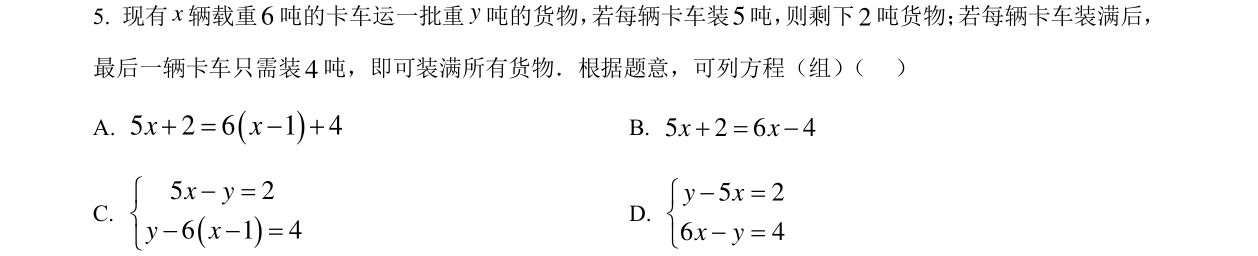 5. 现有 x 辆载重 6 吨的卡车运一批重 y 吨的货物，若每辆卡车装 5 吨，则剩下 2 吨货物；若每辆卡车装满后，
最后一辆卡车只需装 4 吨，即可装满所有货物．根据题意，可列方程（组）（　）
A. 5x+2=6(x−1)+4　B. 5x+2=6x−4
C. { 5x−y=2
y−6(x−1)=4
D. { y−5x=2
6x−y=4